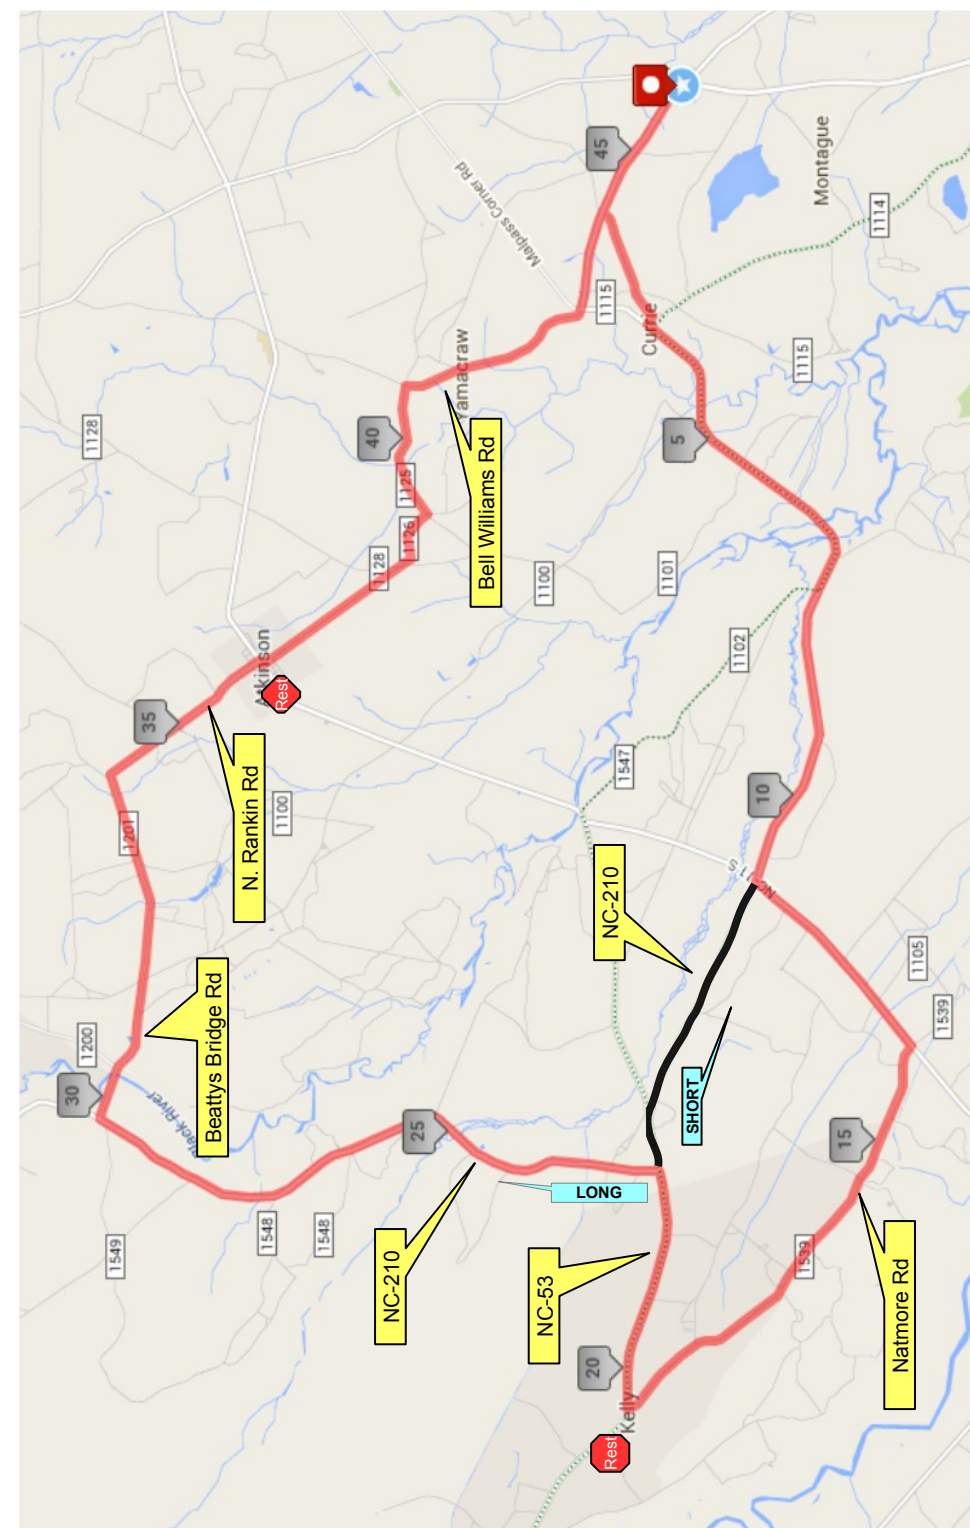 45
Malpass Corner Rd
Montague
1114
1115
Currie
1115
Tamacraw
1128
40
5
1125
1126
1128
Bell Williams Rd
1100
1101
1102
Atkinson
Rest
35
N. Rankin Rd
1547
1100
10
1201
NC-11 S
NC-210
Beattys Bridge Rd
1105
1539
1200
30
Black River
SHORT
25
15
LONG
1549
1548
1548
NC-210
NC-53
1539
Natmore Rd
20
Kelly
Rest